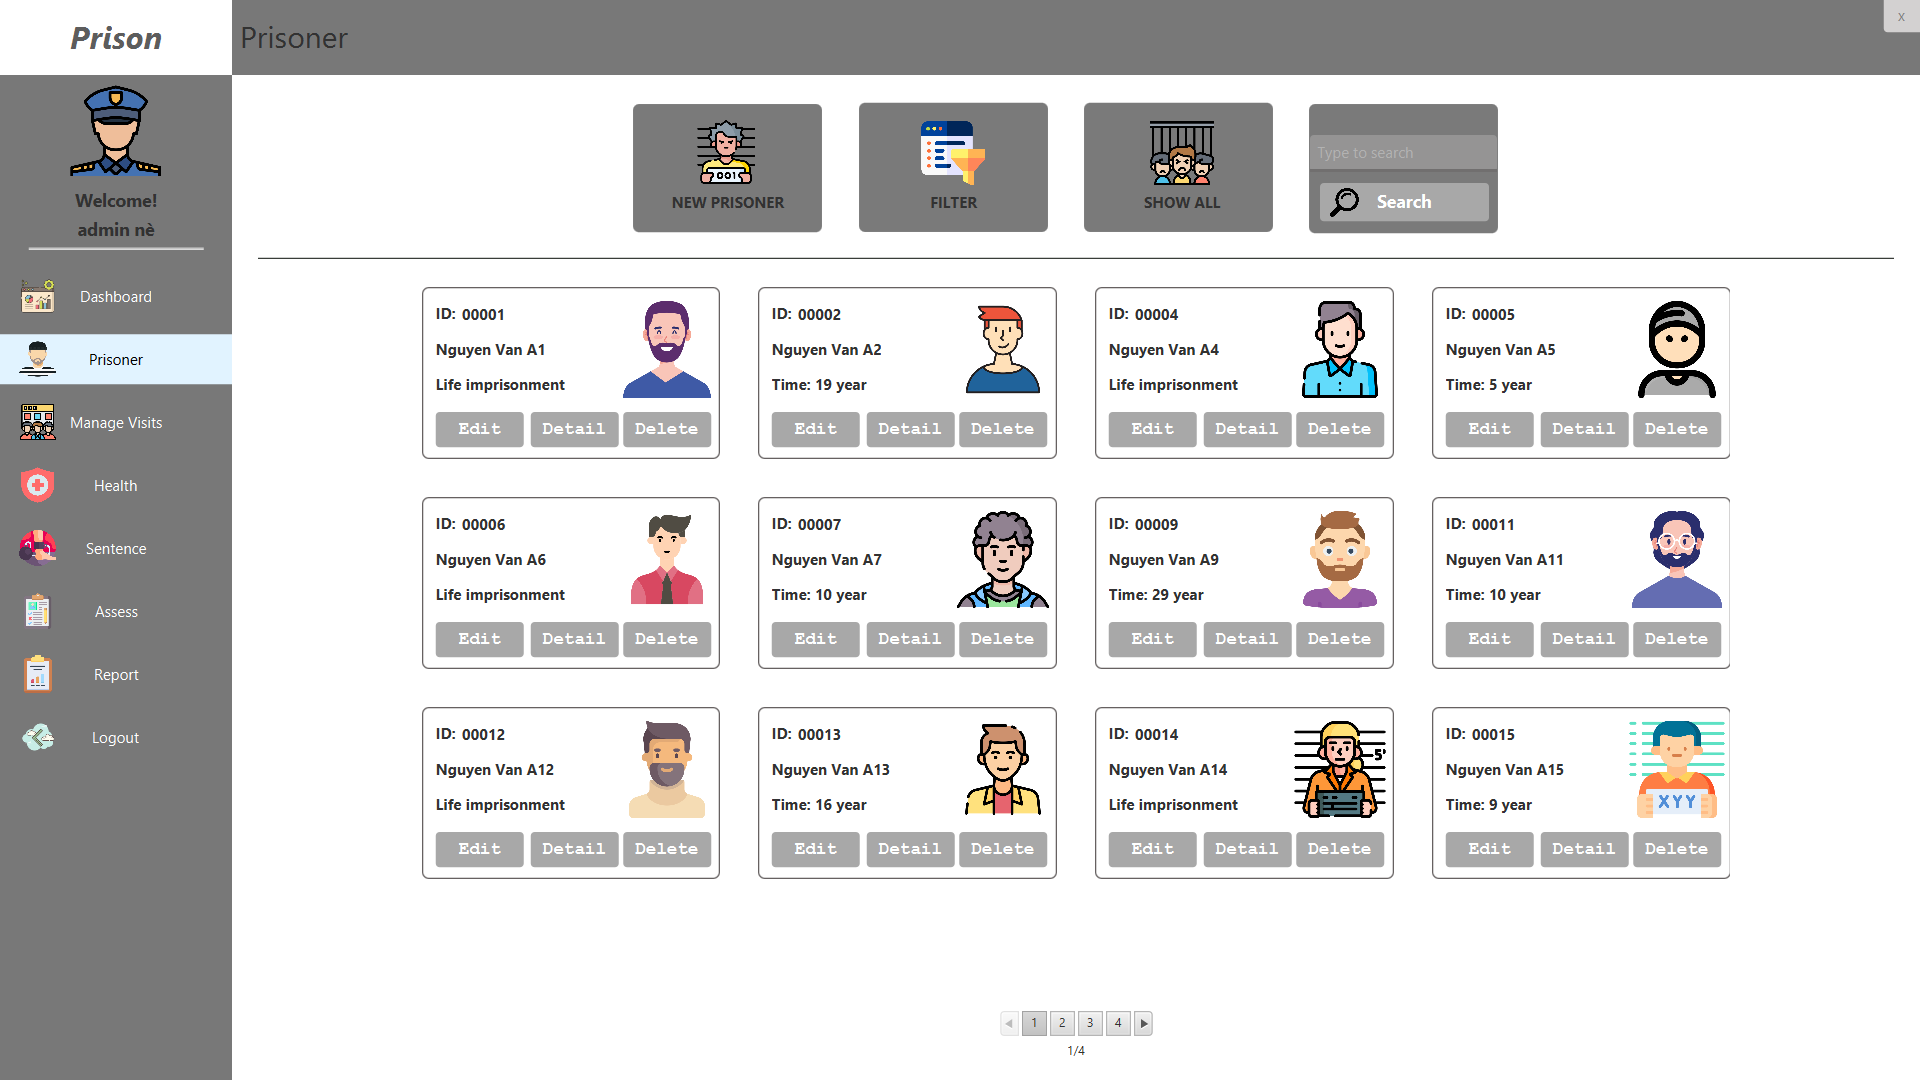 Prison
Prisoner
x
Welcome!
admin nè
Dashboard
Prisoner
Manage Visits
Health
Sentence
Assess
Report
Logout
NEW PRISONER
FILTER
SHOW ALL
Type to search
Search
001
ID: 00001
Nguyen Van A1
Life imprisonment
Edit Detail Delete
ID: 00002
Nguyen Van A2
Time: 19 year
Edit Detail Delete
ID: 00004
Nguyen Van A4
Life imprisonment
Edit Detail Delete
ID: 00005
Nguyen Van A5
Time: 5 year
Edit Detail Delete
ID: 00006
Nguyen Van A6
Life imprisonment
Edit Detail Delete
ID: 00007
Nguyen Van A7
Time: 10 year
Edit Detail Delete
ID: 00009
Nguyen Van A9
Time: 29 year
Edit Detail Delete
ID: 00011
Nguyen Van A11
Time: 10 year
Edit Detail Delete
ID: 00012
Nguyen Van A12
Life imprisonment
Edit Detail Delete
ID: 00013
Nguyen Van A13
Time: 16 year
Edit Detail Delete
ID: 00014
Nguyen Van A14
Life imprisonment
5'
Edit Detail Delete
ID: 00015
Nguyen Van A15
Time: 9 year
XYY
Edit Detail Delete
1 2 3 4
1/4